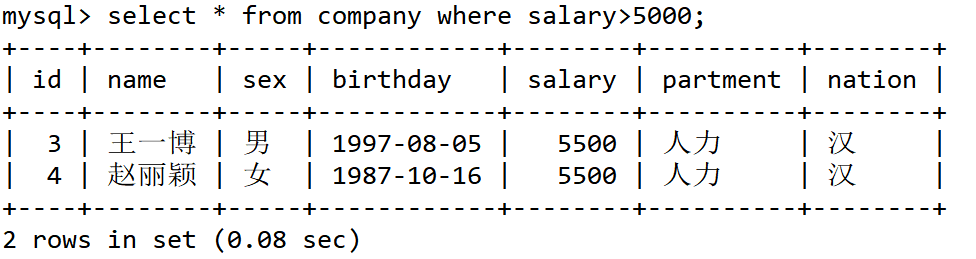 mysql> select * from company where salary>5000;
+----+--------+-----+------------+--------+----------+--------+
| id | name   | sex | birthday   | salary | partment | nation |
+----+--------+-----+------------+--------+----------+--------+
|  3 | 王一博 | 男  | 1997-08-05 |   5500 | 人力     | 汉     |
|  4 | 赵丽颖 | 女  | 1987-10-16 |   5500 | 人力     | 汉     |
+----+--------+-----+------------+--------+----------+--------+
2 rows in set (0.08 sec)